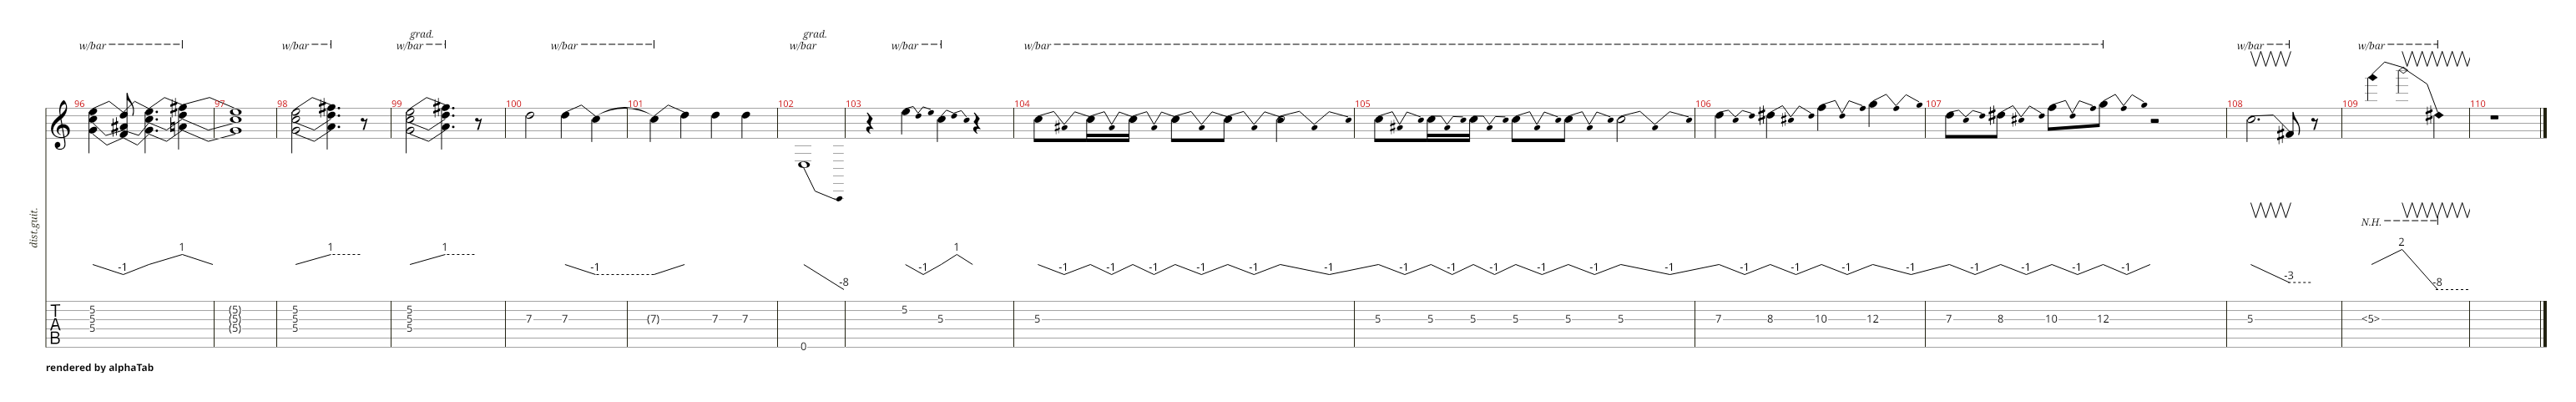 grad. grad.
w/bar w/bar w/bar w/bar w/bar w/bar w/bar w/bar w/bar
96 97 98 99 100 101 102 103 104 105 106 107 108 109 110
dist.guit.
N.H.
-1 1 1 1 -1 -8 -1 1 -1 -1 -1 -1 -1 -1 -1 -1 -1 -1 -1 -1 -1 -1 -1 -1 -1 -1 -1 -1 -3 2 -8
T 5 (5) 5 5 5
A 5 (5) 5 5 7 7 (7) 7 7 5 5 5 5 5 5 5 5 7 8 10 12 7 8 10 12 5 <5>
B 5 (5) 5 5
0
rendered by alphaTab